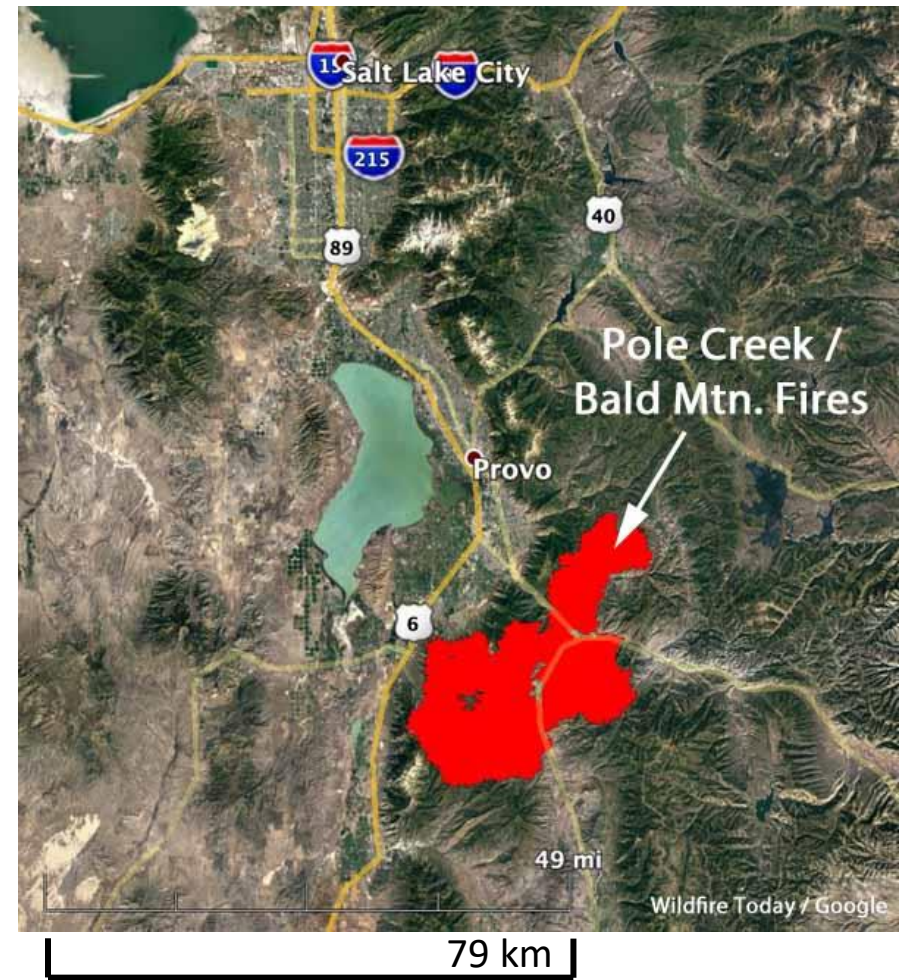 15
Salt Lake City
215
40
89
Pole Creek /
Bald Mtn. Fires
Provo
6
49 mi
Wildfire Today / Google
79 km